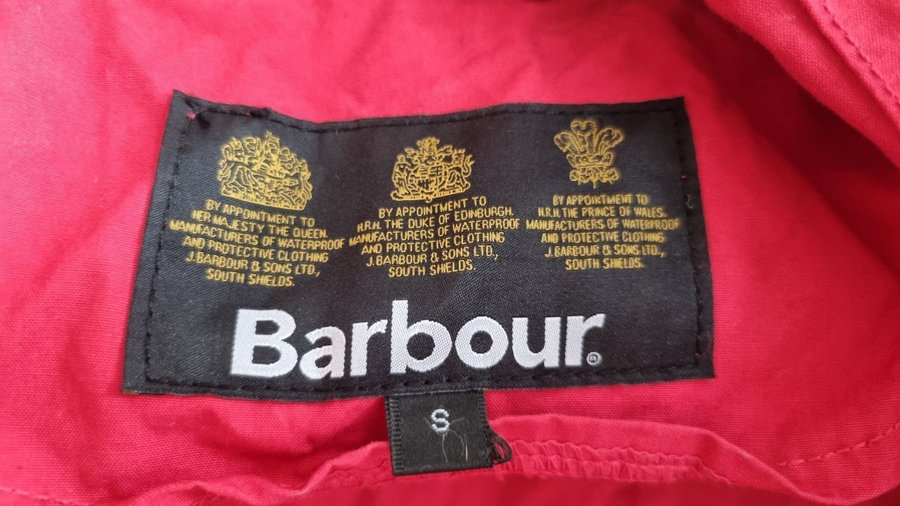 BY APPOINTMENT TO
HER MAJESTY THE QUEEN.
MANUFACTURERS OF WATERPROOF
AND PROTECTIVE CLOTHING
J.BARBOUR & SONS LTD.,
SOUTH SHIELDS.
BY APPOINTMENT TO
H.R.H. THE DUKE OF EDINBURGH.
MANUFACTURERS OF WATERPROOF
AND PROTECTIVE CLOTHING
J.BARBOUR & SONS LTD.,
SOUTH SHIELDS.
BY APPOINTMENT TO
H.R.H. THE PRINCE OF WALES.
MANUFACTURERS OF WATERPROOF
AND PROTECTIVE CLOTHING
J.BARBOUR & SONS LTD.,
SOUTH SHIELDS.
Barbour®
S